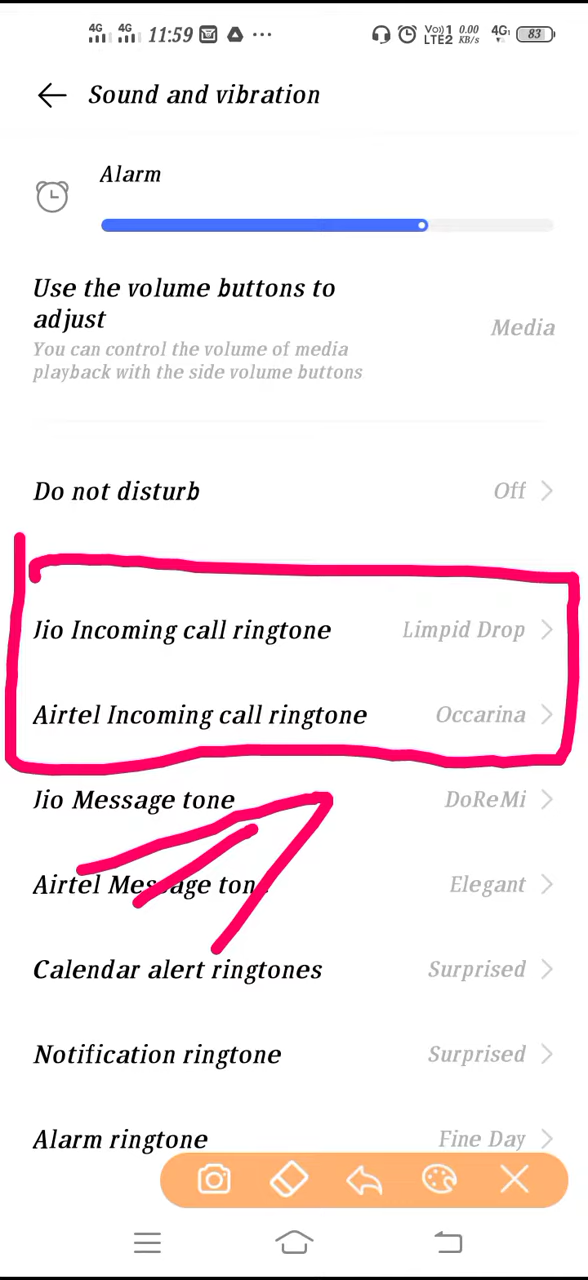 4G 4G 11:59 ... Vo))1 LTE2 0.00 KB/s 4G 83
Sound and vibration
Alarm
Use the volume buttons to
adjust
Media
You can control the volume of media
playback with the side volume buttons
Do not disturb Off
Jio Incoming call ringtone Limpid Drop
Airtel Incoming call ringtone Occarina
Jio Message tone DoReMi
Airtel Message tone Elegant
Calendar alert ringtones Surprised
Notification ringtone Surprised
Alarm ringtone Fine Day